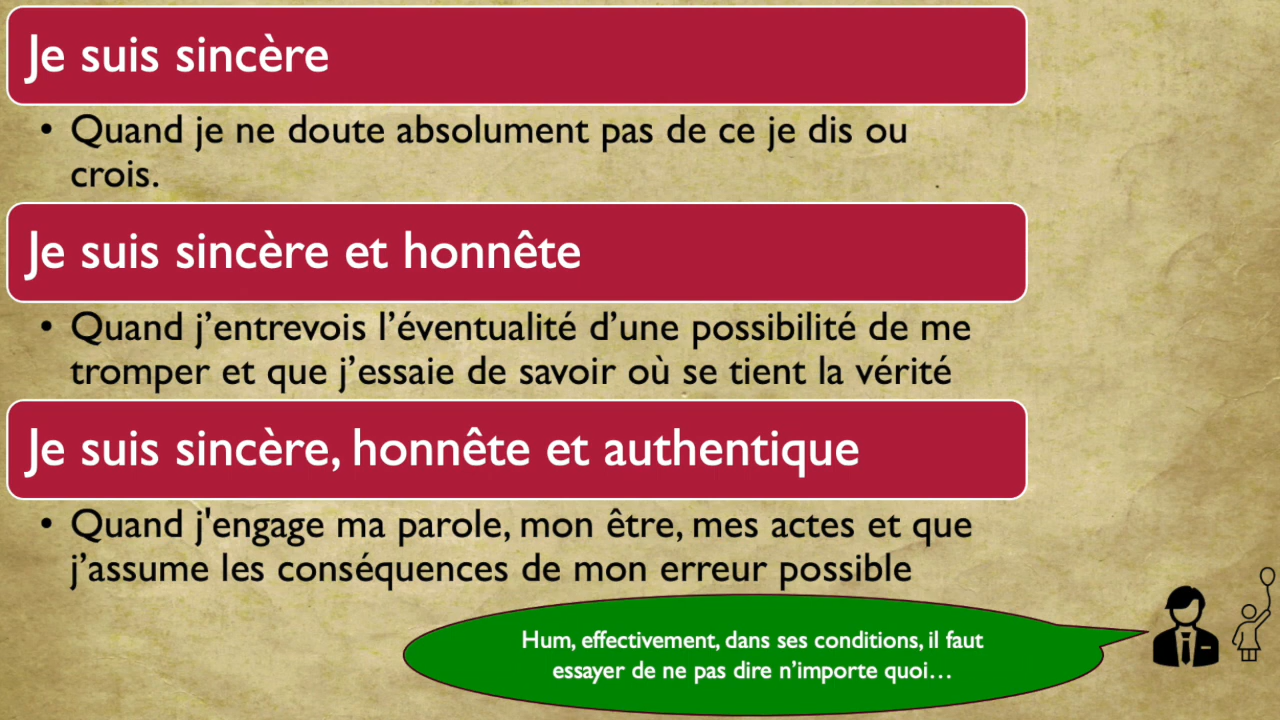 Je suis sincère
• Quand je ne doute absolument pas de ce je dis ou
crois.
Je suis sincère et honnête
• Quand j’entrevois l’éventualité d’une possibilité de me
tromper et que j’essaie de savoir où se tient la vérité
Je suis sincère, honnête et authentique
• Quand j'engage ma parole, mon être, mes actes et que
j’assume les conséquences de mon erreur possible
Hum, effectivement, dans ses conditions, il faut
essayer de ne pas dire n’importe quoi…